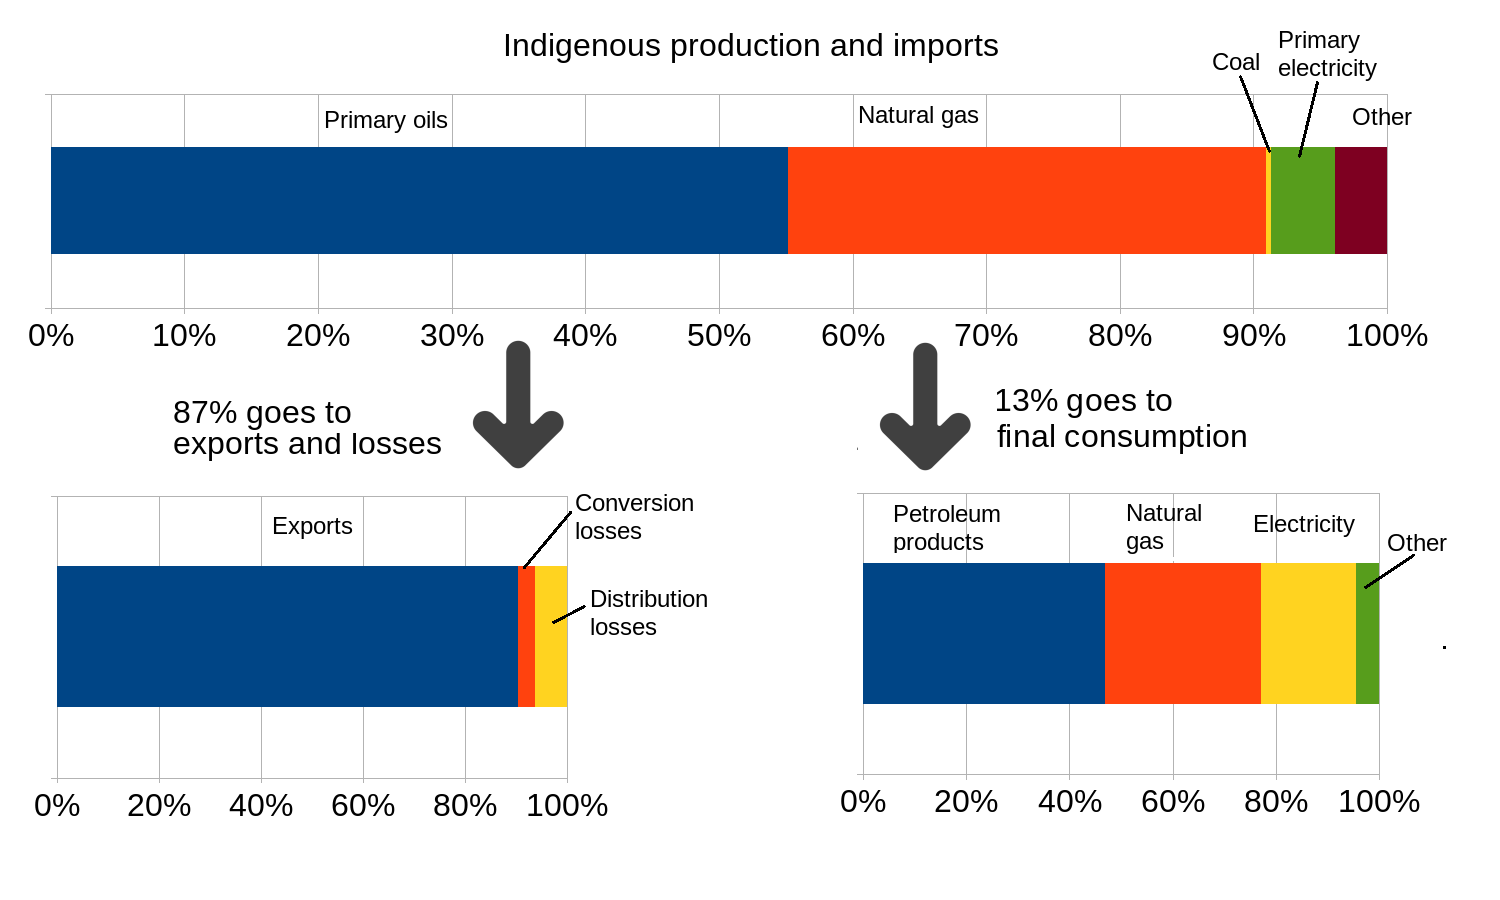 Indigenous production and imports
Coal
Primary
electricity
Primary oils
Natural gas
Other
0% 10% 20% 30% 40% 50% 60% 70% 80% 90% 100%
87% goes to
exports and losses
13% goes to
final consumption
Exports
Conversion
losses
Distribution
losses
0% 20% 40% 60% 80% 100%
Petroleum
products
Natural
gas
Electricity
Other
0% 20% 40% 60% 80% 100%